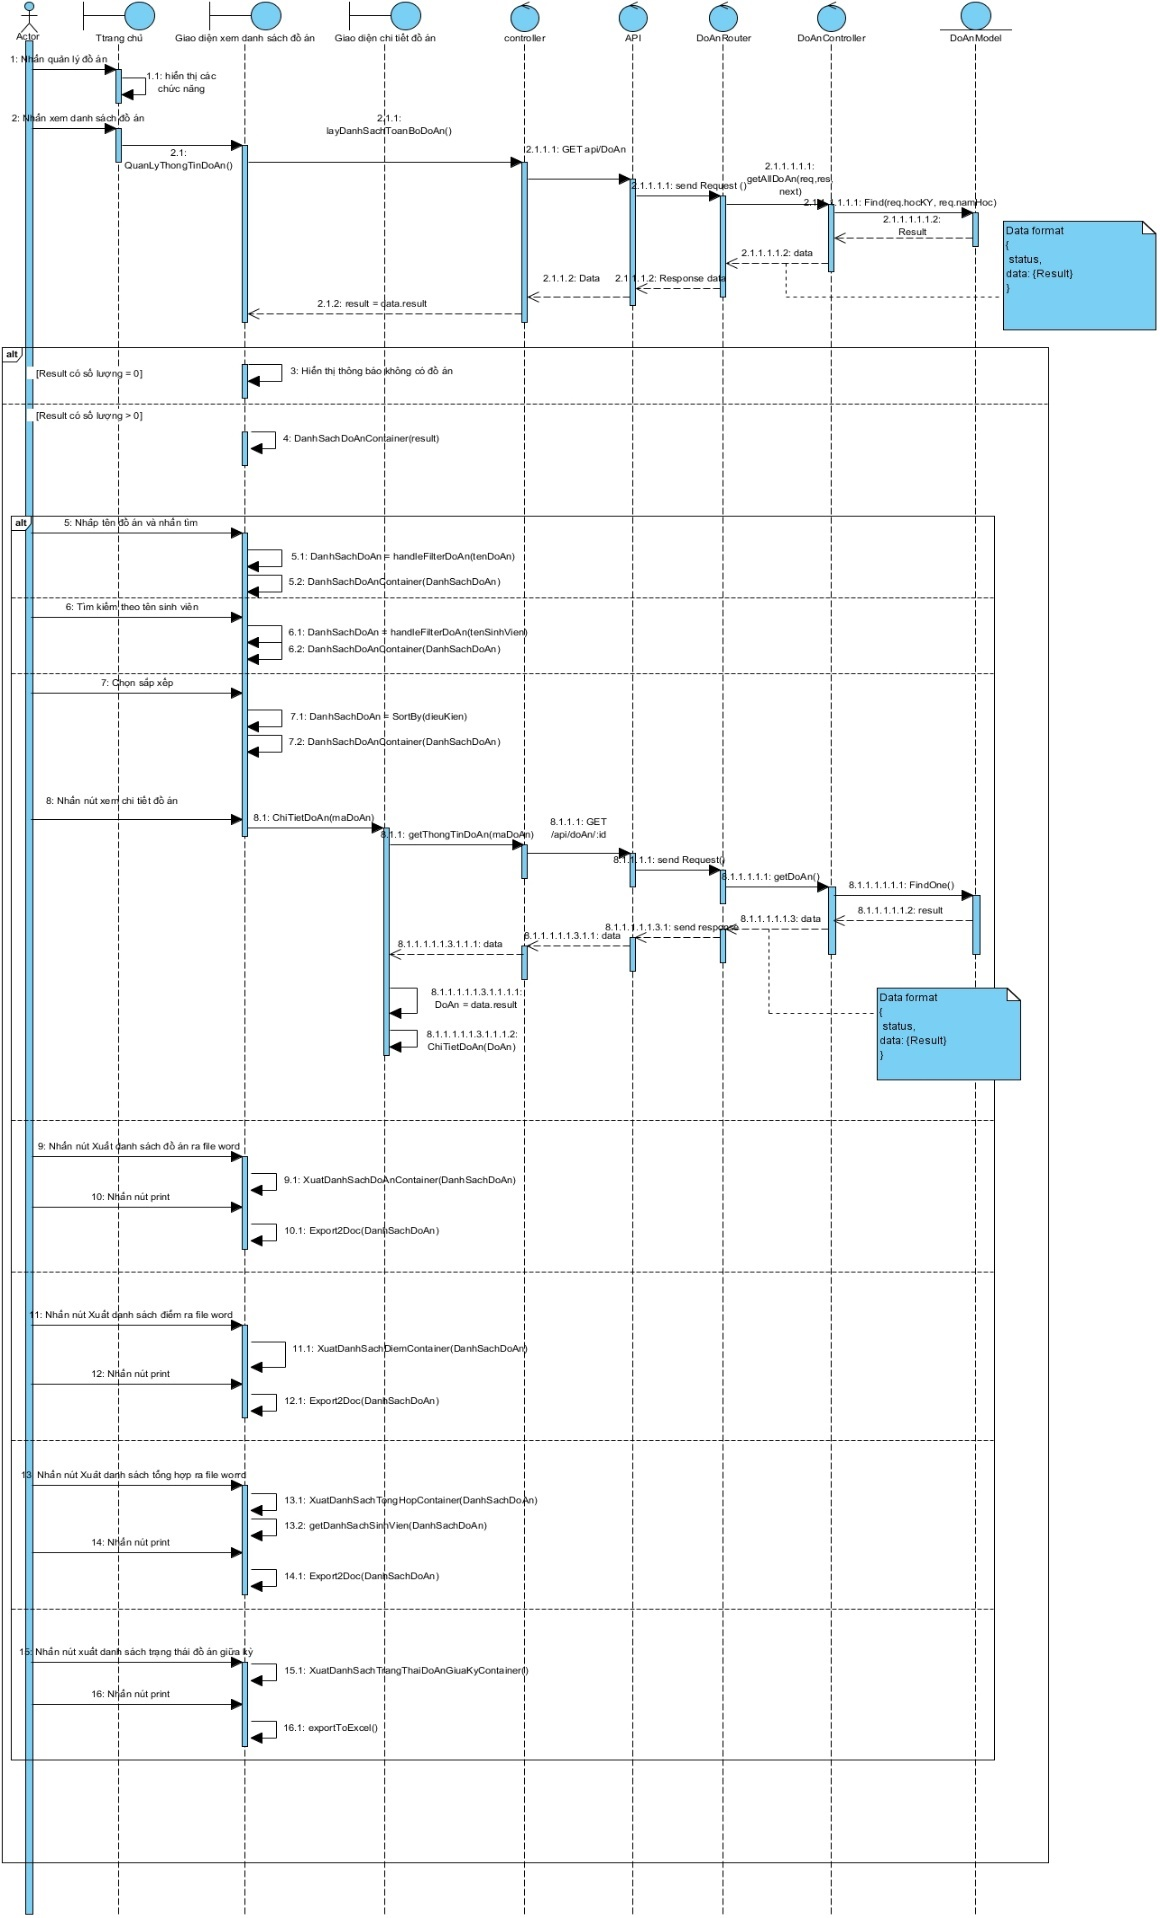 Actor
Ttrang chủ
Giao diện xem danh sách đồ án
Giao diện chi tiết đồ án
controller
API
DoAnRouter
DoAnController
DoAnModel
1: Nhấn quản lý đồ án
1.1: hiển thị các
chức năng
2: Nhấn xem danh sách đồ án
2.1:
QuanLyThongTinDoAn()
2.1.1:
layDanhSachToanBoDoAn()
2.1.1.1: GET api/DoAn
2.1.1.1.1: send Request ()
2.1.1.1.1.1:
getAllDoAn(req,res,
next)
2.1.1.1.1.1.1: Find(req.hocKY, req.namHoc)
2.1.1.1.1.1.2:
Result
2.1.1.1.1.2: data
2.1.1.1.2: Response data
2.1.1.2: Data
2.1.2: result = data.result
Data format
{
status,
data: {Result}
}
alt
[Result có số lượng = 0]
3: Hiển thị thông báo không có đồ án
[Result có số lượng > 0]
4: DanhSachDoAnContainer(result)
alt
5: Nhấp tên đồ án và nhấn tìm
5.1: DanhSachDoAn = handleFilterDoAn(tenDoAn)
5.2: DanhSachDoAnContainer(DanhSachDoAn)
6: Tìm kiếm theo tên sinh viên
6.1: DanhSachDoAn = handleFilterDoAn(tenSinhVien)
6.2: DanhSachDoAnContainer(DanhSachDoAn)
7: Chọn sắp xếp
7.1: DanhSachDoAn = SortBy(dieuKien)
7.2: DanhSachDoAnContainer(DanhSachDoAn)
8: Nhấn nút xem chi tiết đồ án
8.1: ChiTietDoAn(maDoAn)
8.1.1: getThongTinDoAn(maDoAn)
8.1.1.1: GET
/api/doAn/:id
8.1.1.1.1: send Request()
8.1.1.1.1.1: getDoAn()
8.1.1.1.1.1.1: FindOne()
8.1.1.1.1.1.2: result
8.1.1.1.1.1.3: data
8.1.1.1.1.1.3.1: send response
8.1.1.1.1.1.3.1.1: data
8.1.1.1.1.1.3.1.1.1: data
8.1.1.1.1.1.3.1.1.1.1:
DoAn = data.result
8.1.1.1.1.1.3.1.1.1.2:
ChiTietDoAn(DoAn)
Data format
{
status,
data: {Result}
}
9: Nhấn nút Xuất danh sách đồ án ra file word
9.1: XuatDanhSachDoAnContainer(DanhSachDoAn)
10: Nhấn nút print
10.1: Export2Doc(DanhSachDoAn)
11: Nhấn nút Xuất danh sách điểm ra file word
11.1: XuatDanhSachDiemContainer(DanhSachDoAn)
12: Nhấn nút print
12.1: Export2Doc(DanhSachDoAn)
13: Nhấn nút Xuất danh sách tổng hợp ra file worrd
13.1: XuatDanhSachTongHopContainer(DanhSachDoAn)
13.2: getDanhSachSinhVien(DanhSachDoAn)
14: Nhấn nút print
14.1: Export2Doc(DanhSachDoAn)
15: Nhấn nút xuất danh sách trạng thái đồ án giữa kỳ
15.1: XuatDanhSachTrangThaiDoAnGiuaKyContainer()
16: Nhấn nút print
16.1: exportToExcel()